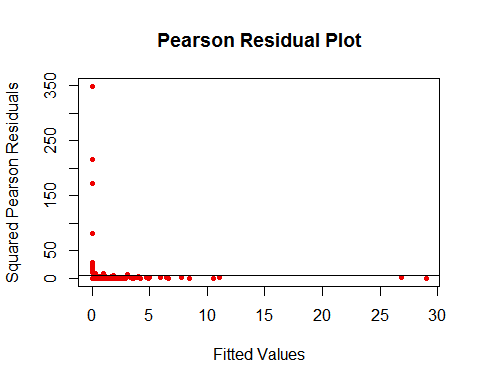 Pearson Residual Plot
Squared Pearson Residuals
350
250
150
50
0
0 5 10 15 20 25 30
Fitted Values